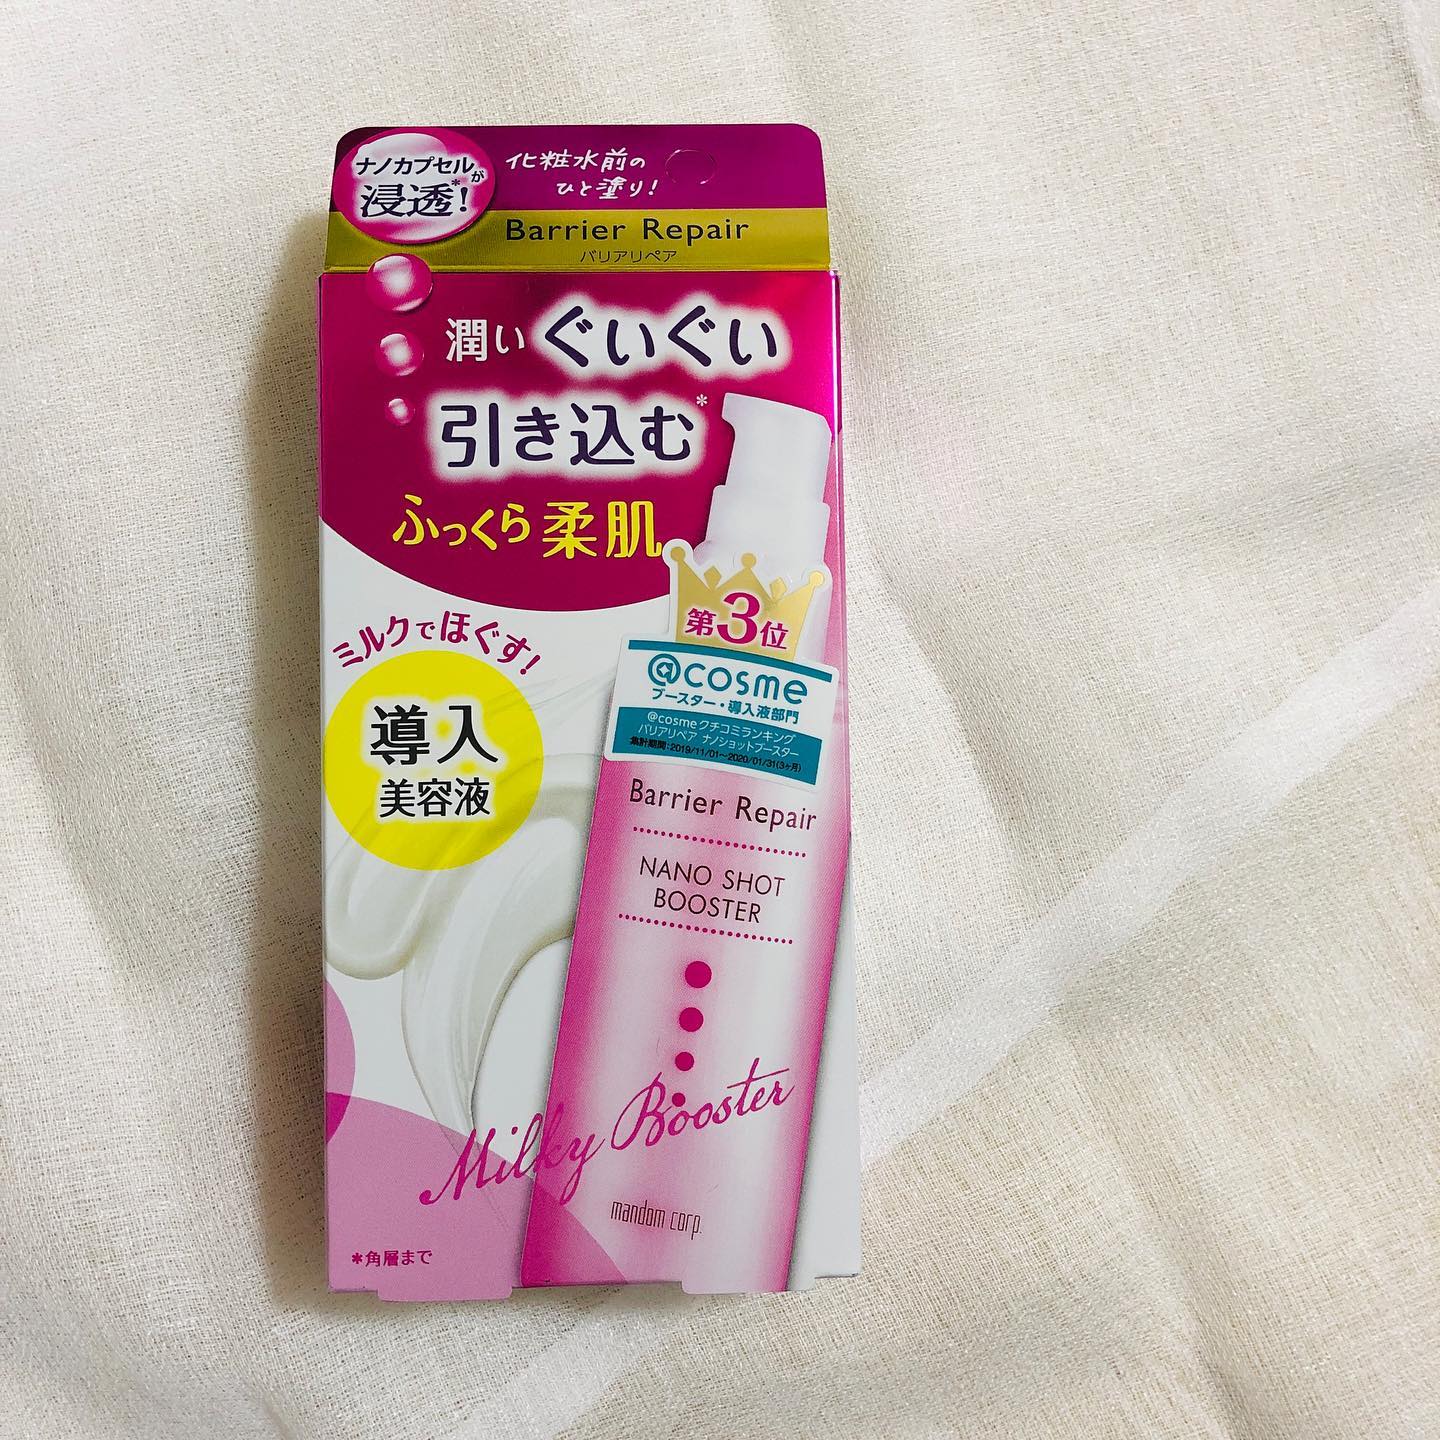 ナノカプセルが
浸透*!
化粧水前の
ひと塗り!
Barrier Repair
バリアリペア
潤いぐいぐい
引き込む*
ふっくら柔肌
ミルクでほぐす!
導入
美容液
第3位
@cosme
ブースター・導入液部門
@cosmeクチコミランキング
バリアリペア ナノショットブースター
集計期間:2019/11/01〜2020/01/31(3ヶ月)
Barrier Repair
NANO SHOT
BOOSTER
Milky Booster
mandom corp.
*角層まで